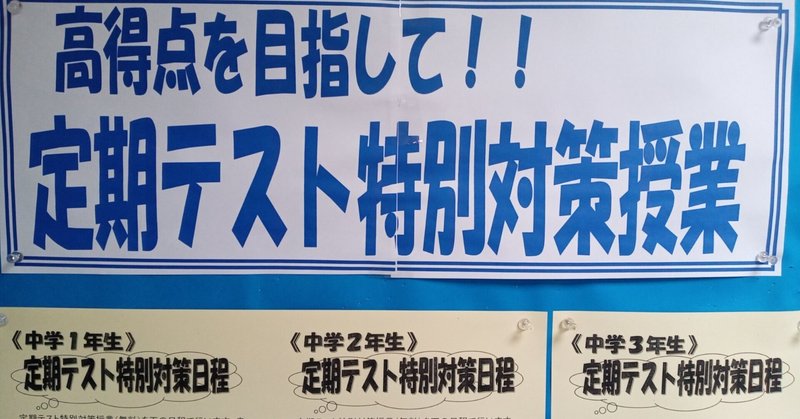 高得点を目指して！！
定期テスト特別対策授業
《中学１年生》
定期テスト特別対策日程
《中学２年生》
定期テスト特別対策日程
《中学３年生》
定期テスト特別対策日程